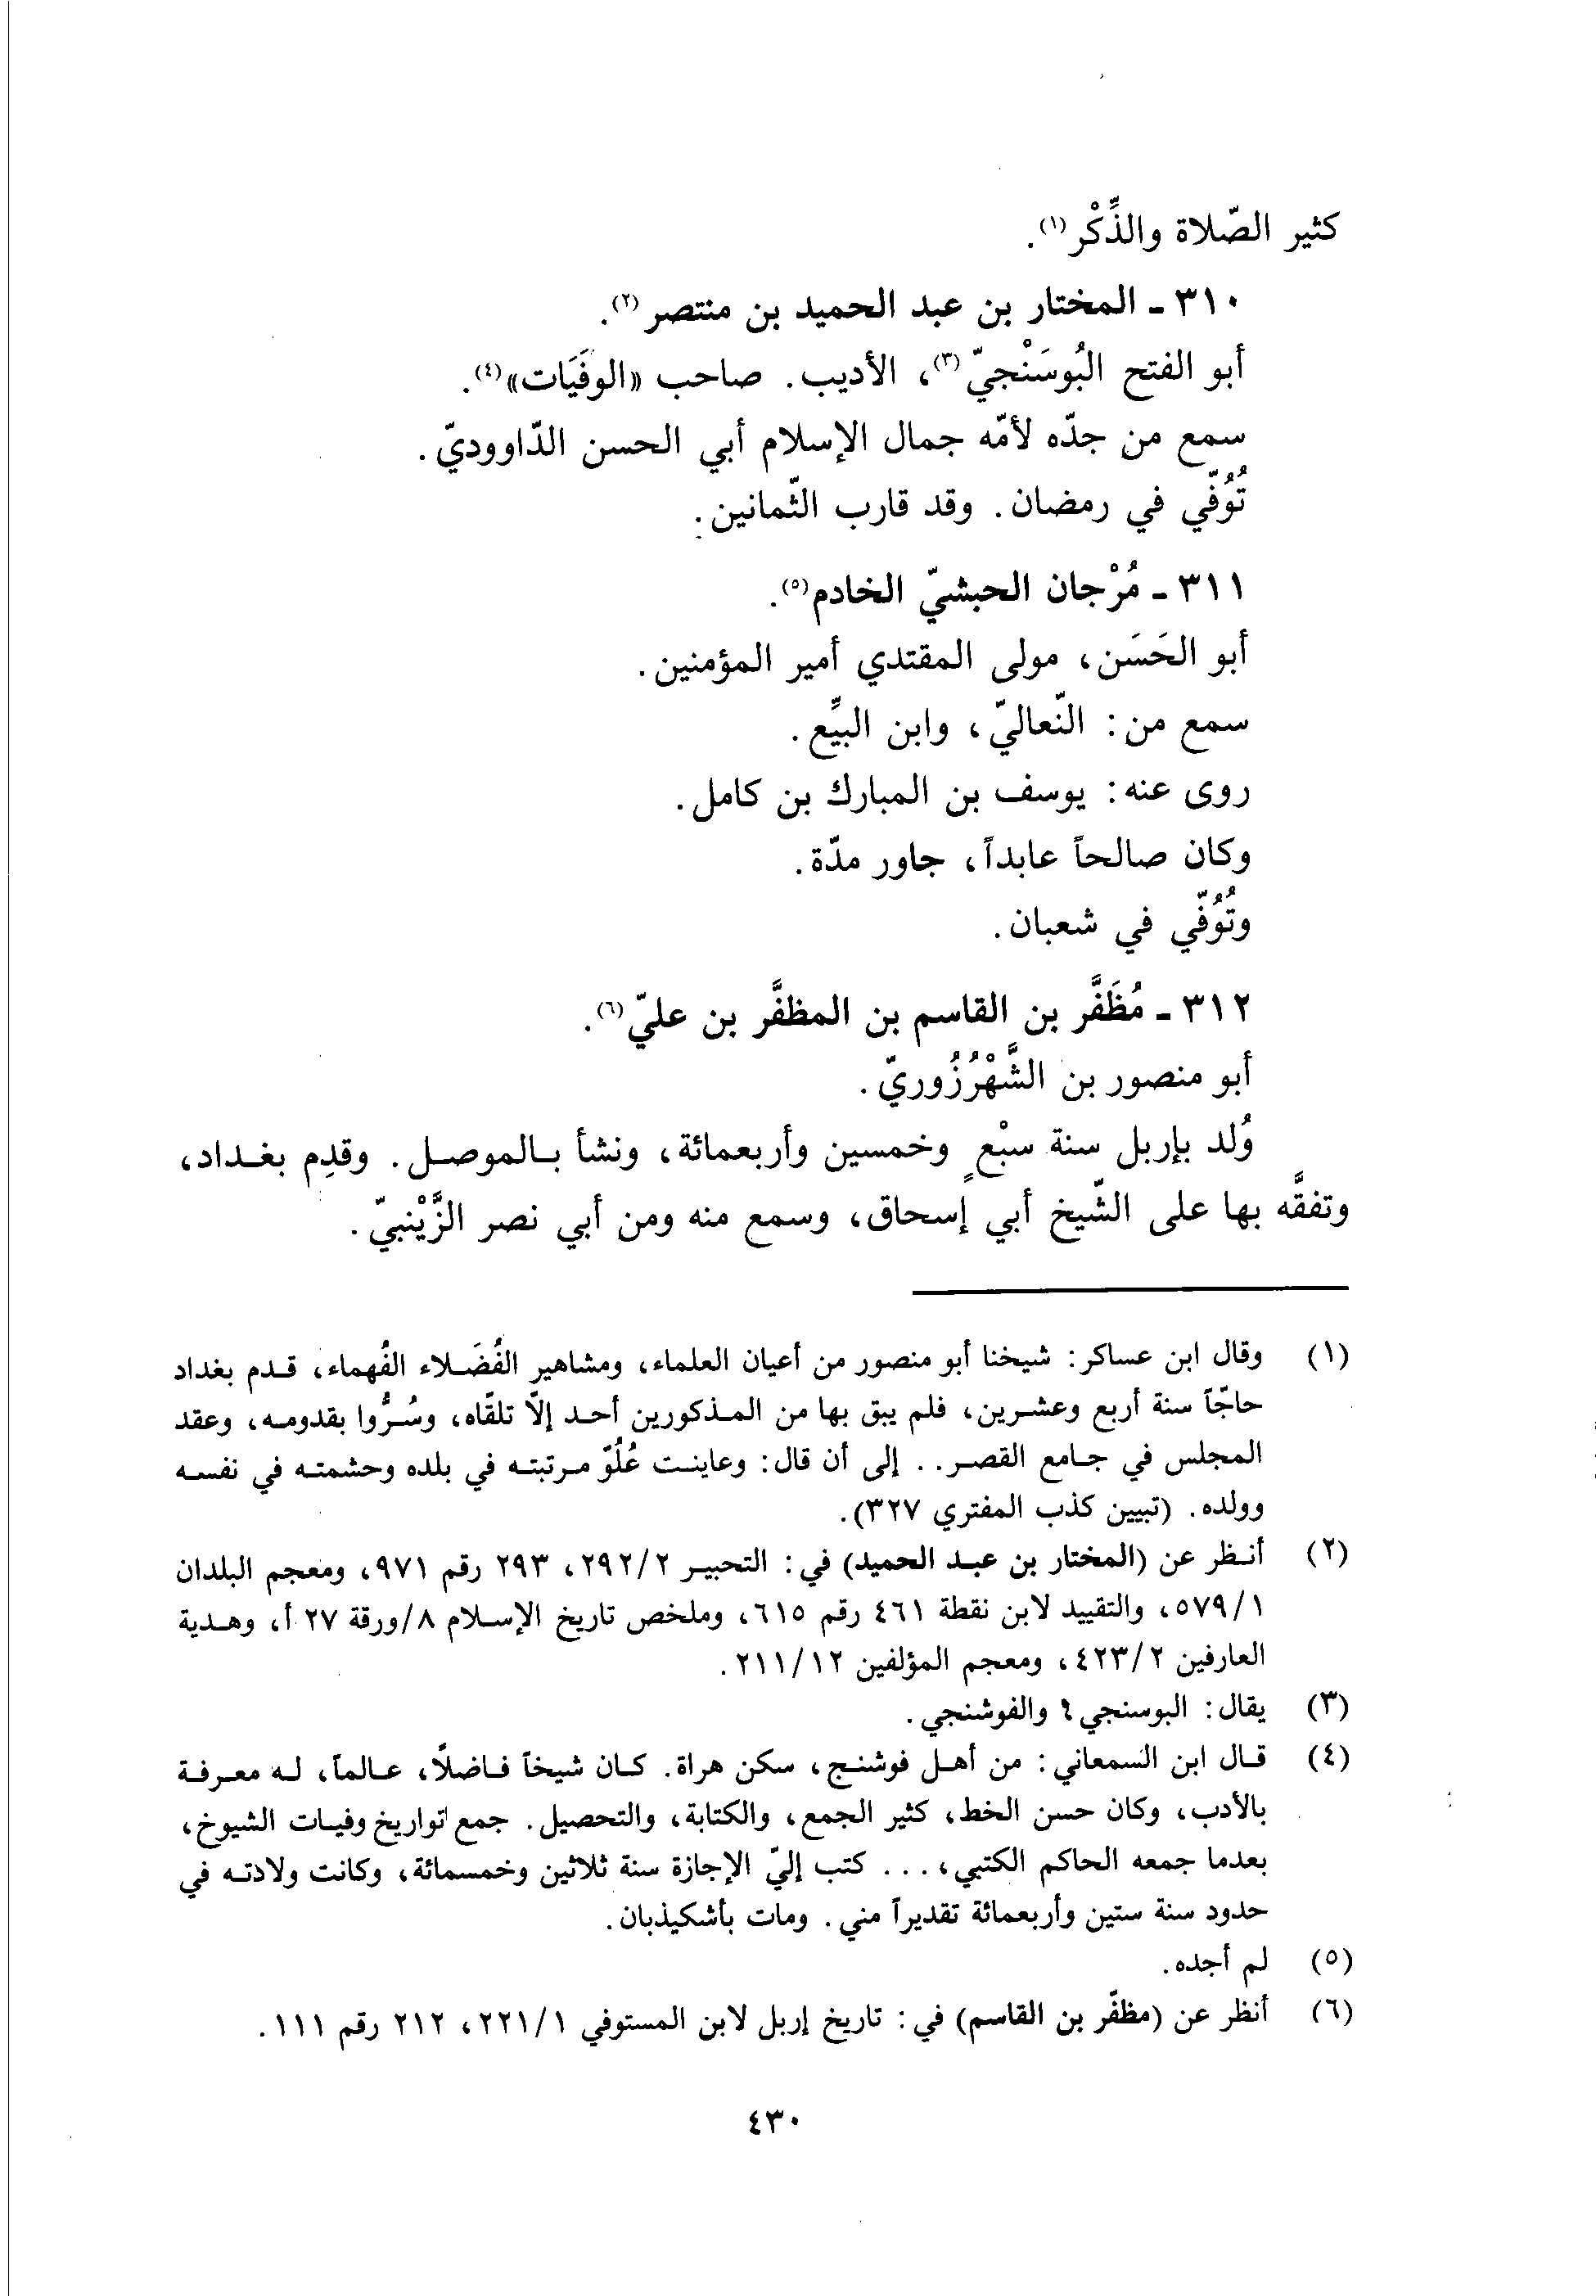 كثير الصّلاة والذِّكْر(١).
٣١٠ ـ المختار بن عبد الحميد بن منتصر(٢).
أبو الفتح البُوسَنْجيّ(٣)، الأديب. صاحب «الوفَيَات»(٤).
سمع من جدّه لأمّه جمال الإسلام أبي الحسن الدّاووديّ.
تُوُفّي في رمضان. وقد قارب الثّمانين.
٣١١ ـ مُرْجان الحبشيّ الخادم(٥).
أبو الحَسَن، مولى المقتدي أمير المؤمنين.
سمع من: النّعاليّ، وابن البيِّع.
روى عنه: يوسف بن المبارك بن كامل.
وكان صالحاً عابداً، جاور مدّة.
وتُوُفّي في شعبان.
٣١٢ ـ مُظَفَّر بن القاسم بن المظفَّر بن عليّ(٦).
أبو منصور بن الشَّهْرُزُوريّ.
وُلد بإربل سنة سبْعٍ وخمسين وأربعمائة، ونشأ بالموصل. وقدِم بغداد،
وتفقَّه بها على الشّيخ أبي إسحاق، وسمع منه ومن أبي نصر الزَّيْنبيّ.
(١) وقال ابن عساكر: شيخنا أبو منصور من أعيان العلماء، ومشاهير الفُضَلاء الفُهماء، قدم بغداد
حاجّاً سنة أربع وعشرين، فلم يبق بها من المذكورين أحد إلاّ تلقّاه، وسُرُّوا بقدومه، وعقد
المجلس في جامع القصر.. إلى أن قال: وعاينت عُلُوّ مرتبته في بلده وحشمته في نفسه
وولده. (تبيين كذب المفتري ٣٢٧).
(٢) أنظر عن (المختار بن عبد الحميد) في: التحبير ٢/٢٩٢، ٢٩٣ رقم ٩٧١، ومعجم البلدان
١/٥٧٩، والتقييد لابن نقطة ٤٦١ رقم ٦١٥، وملخص تاريخ الإسلام ٨/ورقة ٢٧ أ، وهدية
العارفين ٢/٤٢٣، ومعجم المؤلفين ١٢/٢١١.
(٣) يقال: البوسنجي، والفوشنجي.
(٤) قال ابن السمعاني: من أهل فوشنج، سكن هراة. كان شيخاً فاضلاً، عالماً، له معرفة
بالأدب، وكان حسن الخط، كثير الجمع، والكتابة، والتحصيل. جمع تواريخ وفيات الشيوخ،
بعدما جمعه الحاكم الكتبي،... كتب إليّ الإجازة سنة ثلاثين وخمسمائة، وكانت ولادته في
حدود سنة ستين وأربعمائة تقديراً مني. ومات بأشكيذبان.
(٥) لم أجده.
(٦) أنظر عن (مظفّر بن القاسم) في: تاريخ إربل لابن المستوفي ١/٢٢١، ٢١٢ رقم ١١١.
٤٣٠